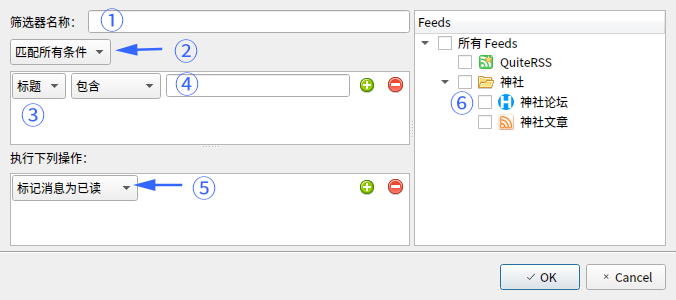 筛选器名称： ①
匹配所有条件 ②
标题 包含 ④
③
执行下列操作：
标记消息为已读 ⑤
Feeds
所有 Feeds
QuiteRSS
神社
⑥ 神社论坛
神社文章
OK Cancel